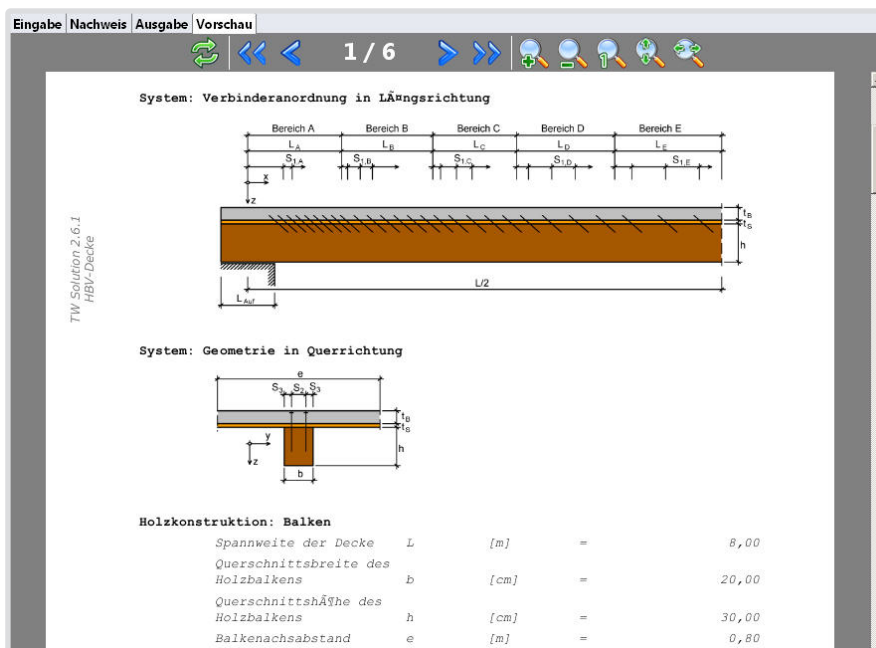 Eingabe Nachweis Ausgabe Vorschau
1 / 6
1
System: Verbinderanordnung in LÃ¤ngsrichtung
Bereich A Bereich B Bereich C Bereich D Bereich E
LA LB LC LD LE
S1,A S1,B S1,C S1,D S1,E
x
z
tB
tS
h
L/2
LAuf
TW Solution 2.6.1
HBV-Decke
System: Geometrie in Querrichtung
e
S3 S2 S3
tB
tS
y
h
z
b
Holzkonstruktion: Balken
Spannweite der Decke L [m] = 8,00
Querschnittsbreite des
Holzbalkens b [cm] = 20,00
QuerschnittshÃ¶he des
Holzbalkens h [cm] = 30,00
Balkenachsabstand e [m] = 0,80